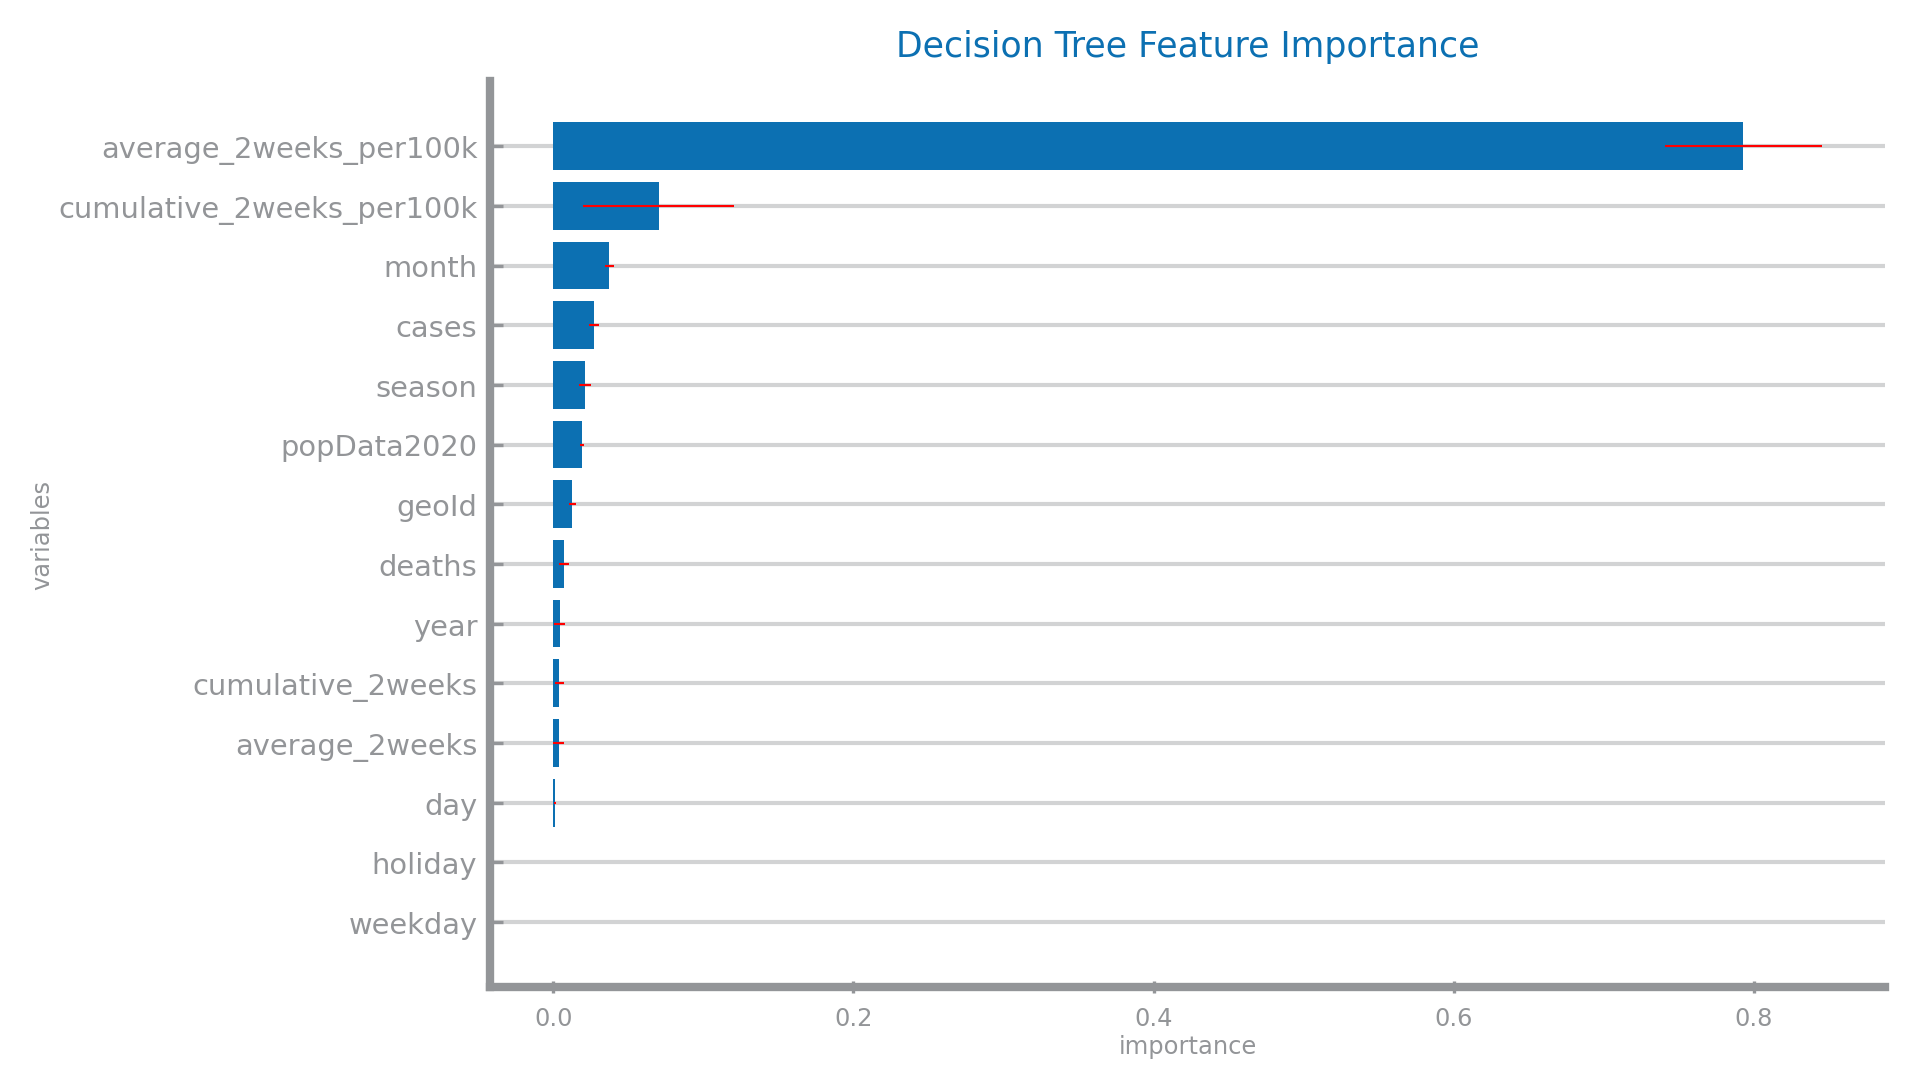 Decision Tree Feature Importance
average_2weeks_per100k
cumulative_2weeks_per100k
month
cases
season
popData2020
geoId
deaths
year
cumulative_2weeks
average_2weeks
day
holiday
weekday
variables
0.0 0.2 0.4 0.6 0.8
importance